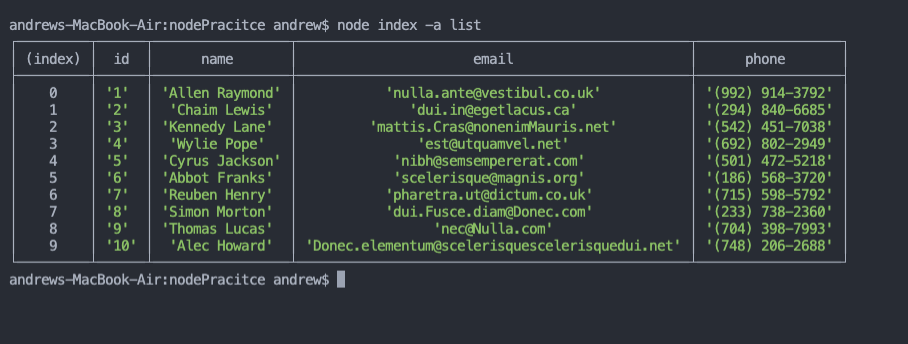 andrews-MacBook-Air:nodePracitce andrew$ node index -a list
(index) id name email phone
0 '1' 'Allen Raymond' 'nulla.ante@vestibul.co.uk' '(992) 914-3792'
1 '2' 'Chaim Lewis' 'dui.in@egetlacus.ca' '(294) 840-6685'
2 '3' 'Kennedy Lane' 'mattis.Cras@nonenimMauris.net' '(542) 451-7038'
3 '4' 'Wylie Pope' 'est@utquamvel.net' '(692) 802-2949'
4 '5' 'Cyrus Jackson' 'nibh@semsempererat.com' '(501) 472-5218'
5 '6' 'Abbot Franks' 'scelerisque@magnis.org' '(186) 568-3720'
6 '7' 'Reuben Henry' 'pharetra.ut@dictum.co.uk' '(715) 598-5792'
7 '8' 'Simon Morton' 'dui.Fusce.diam@Donec.com' '(233) 738-2360'
8 '9' 'Thomas Lucas' 'nec@Nulla.com' '(704) 398-7993'
9 '10' 'Alec Howard' 'Donec.elementum@scelerisquescelerisquedui.net' '(748) 206-2688'
andrews-MacBook-Air:nodePracitce andrew$